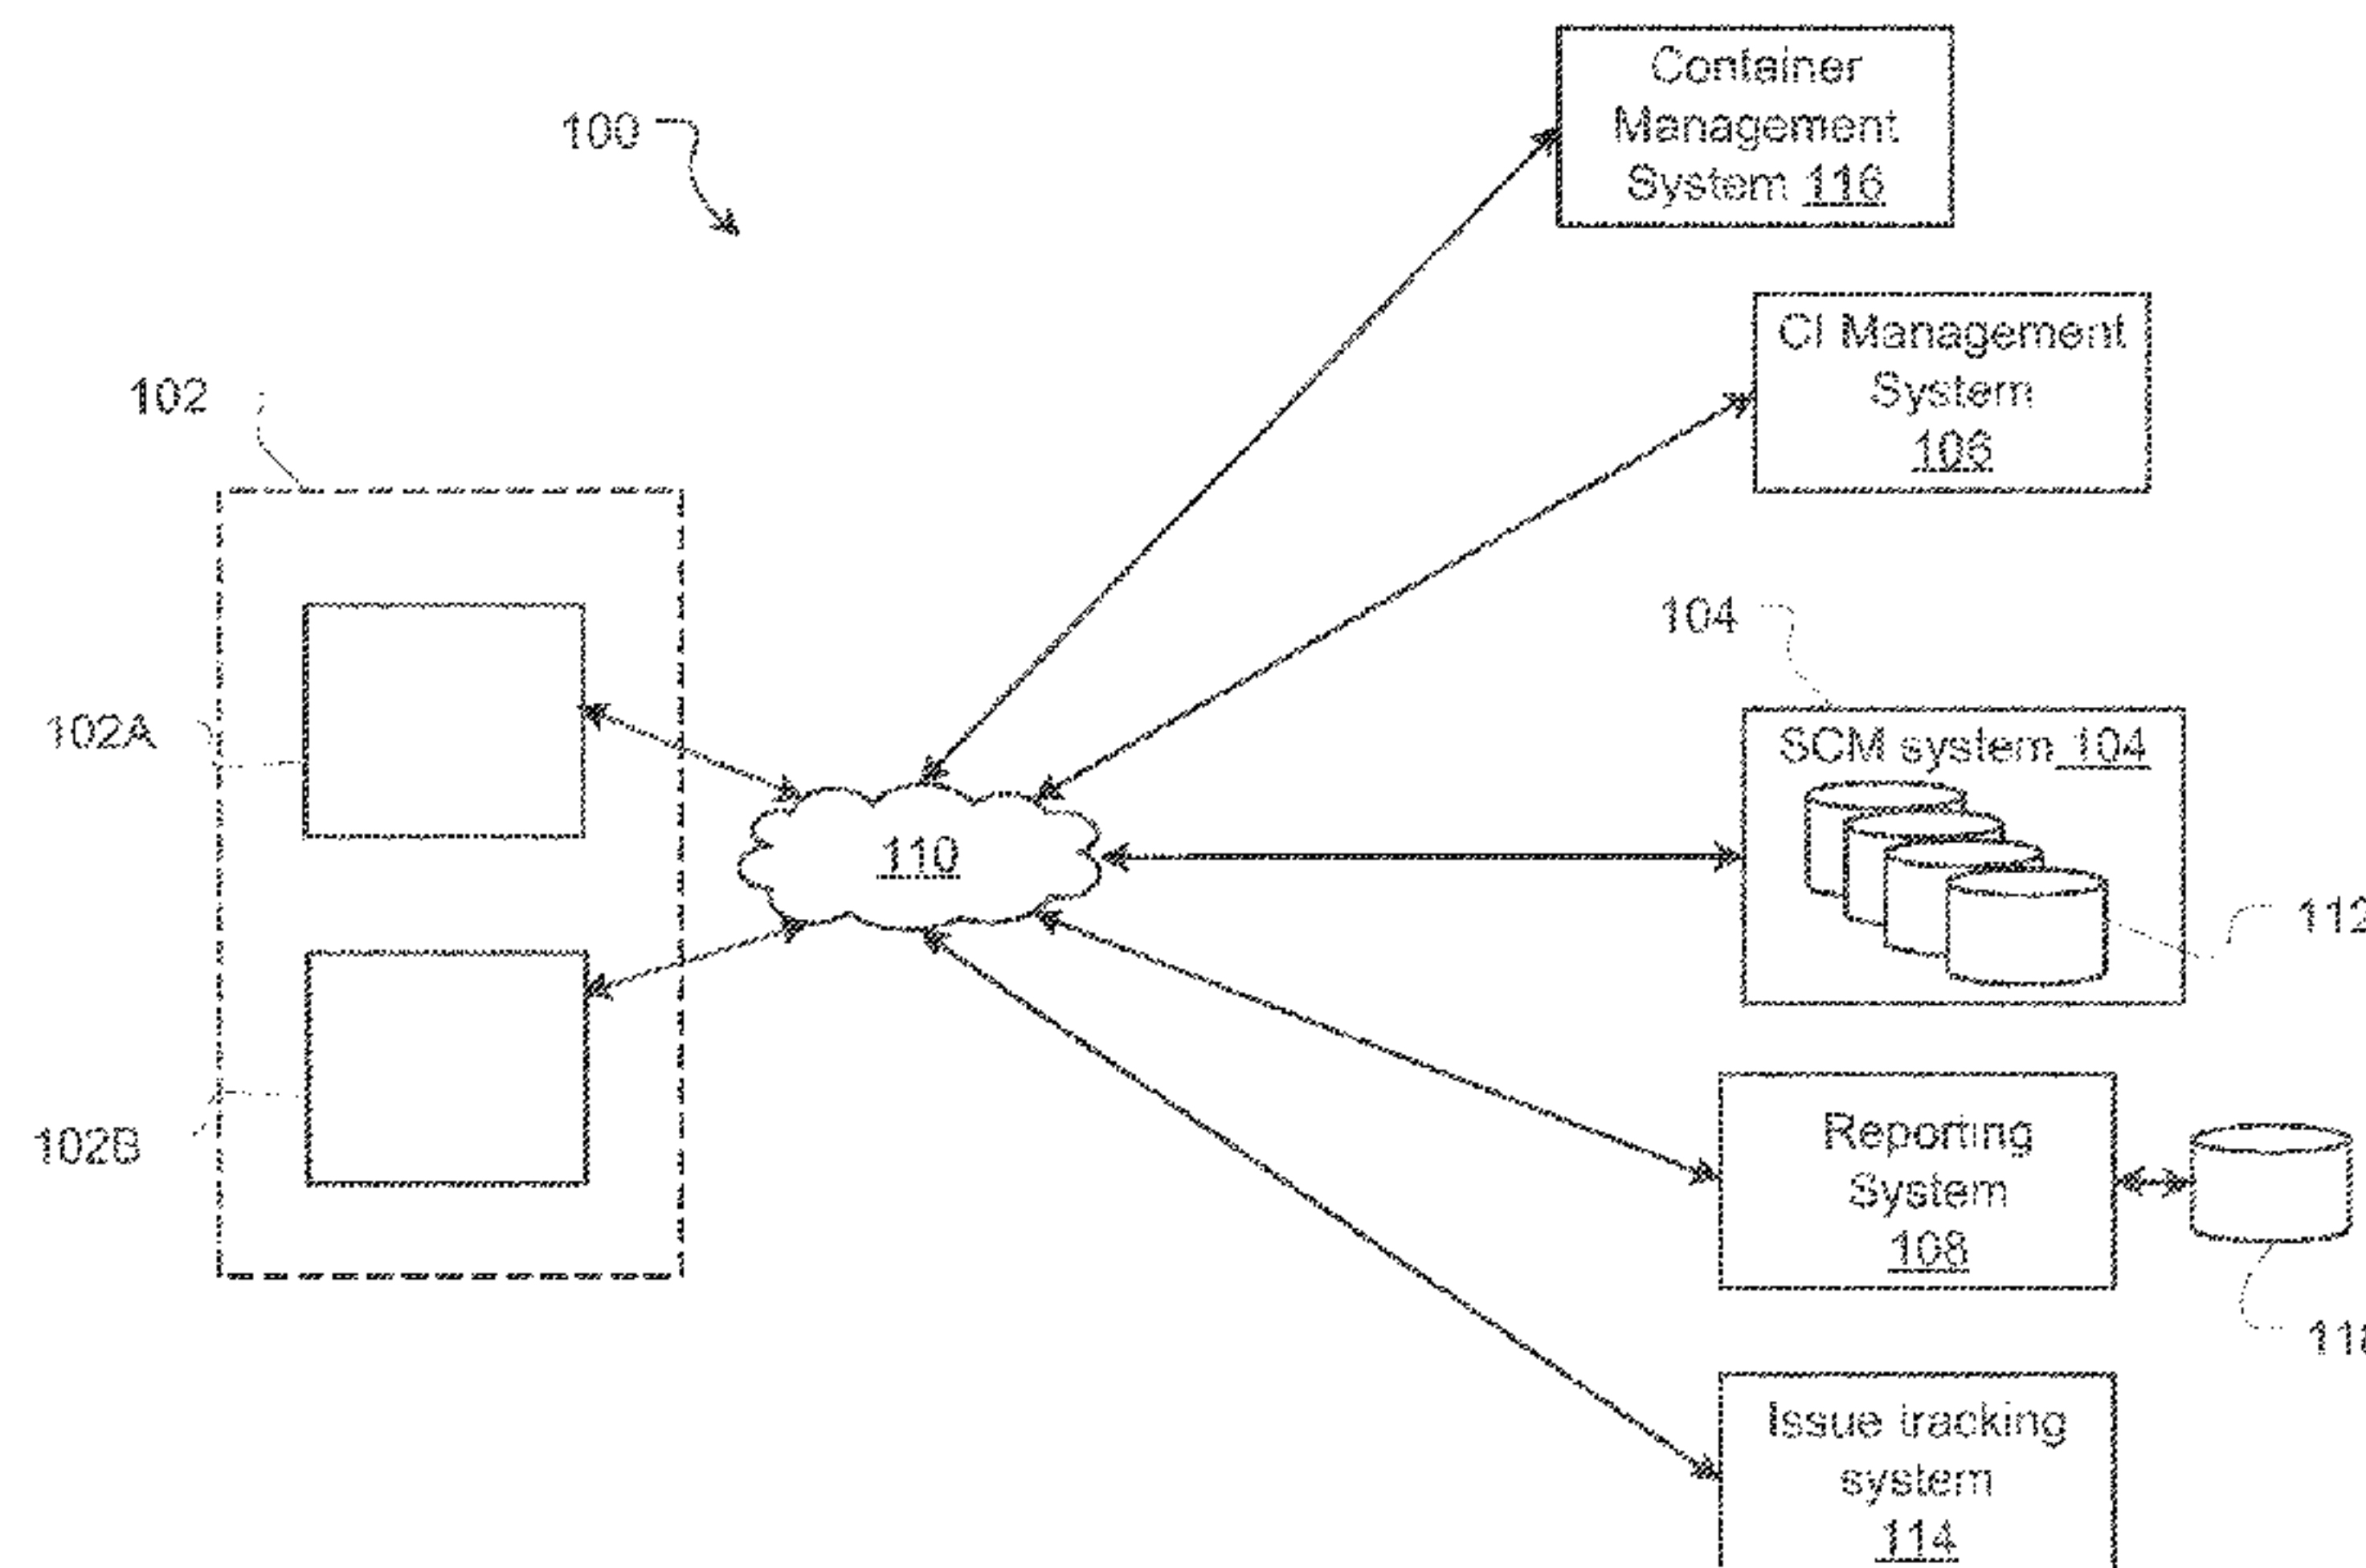 Container
Management
System 116
100
CI Management
System
106
102
104
SCM system 104
102A
110
112
102B
Reporting
System
108
Issue tracking
system
114